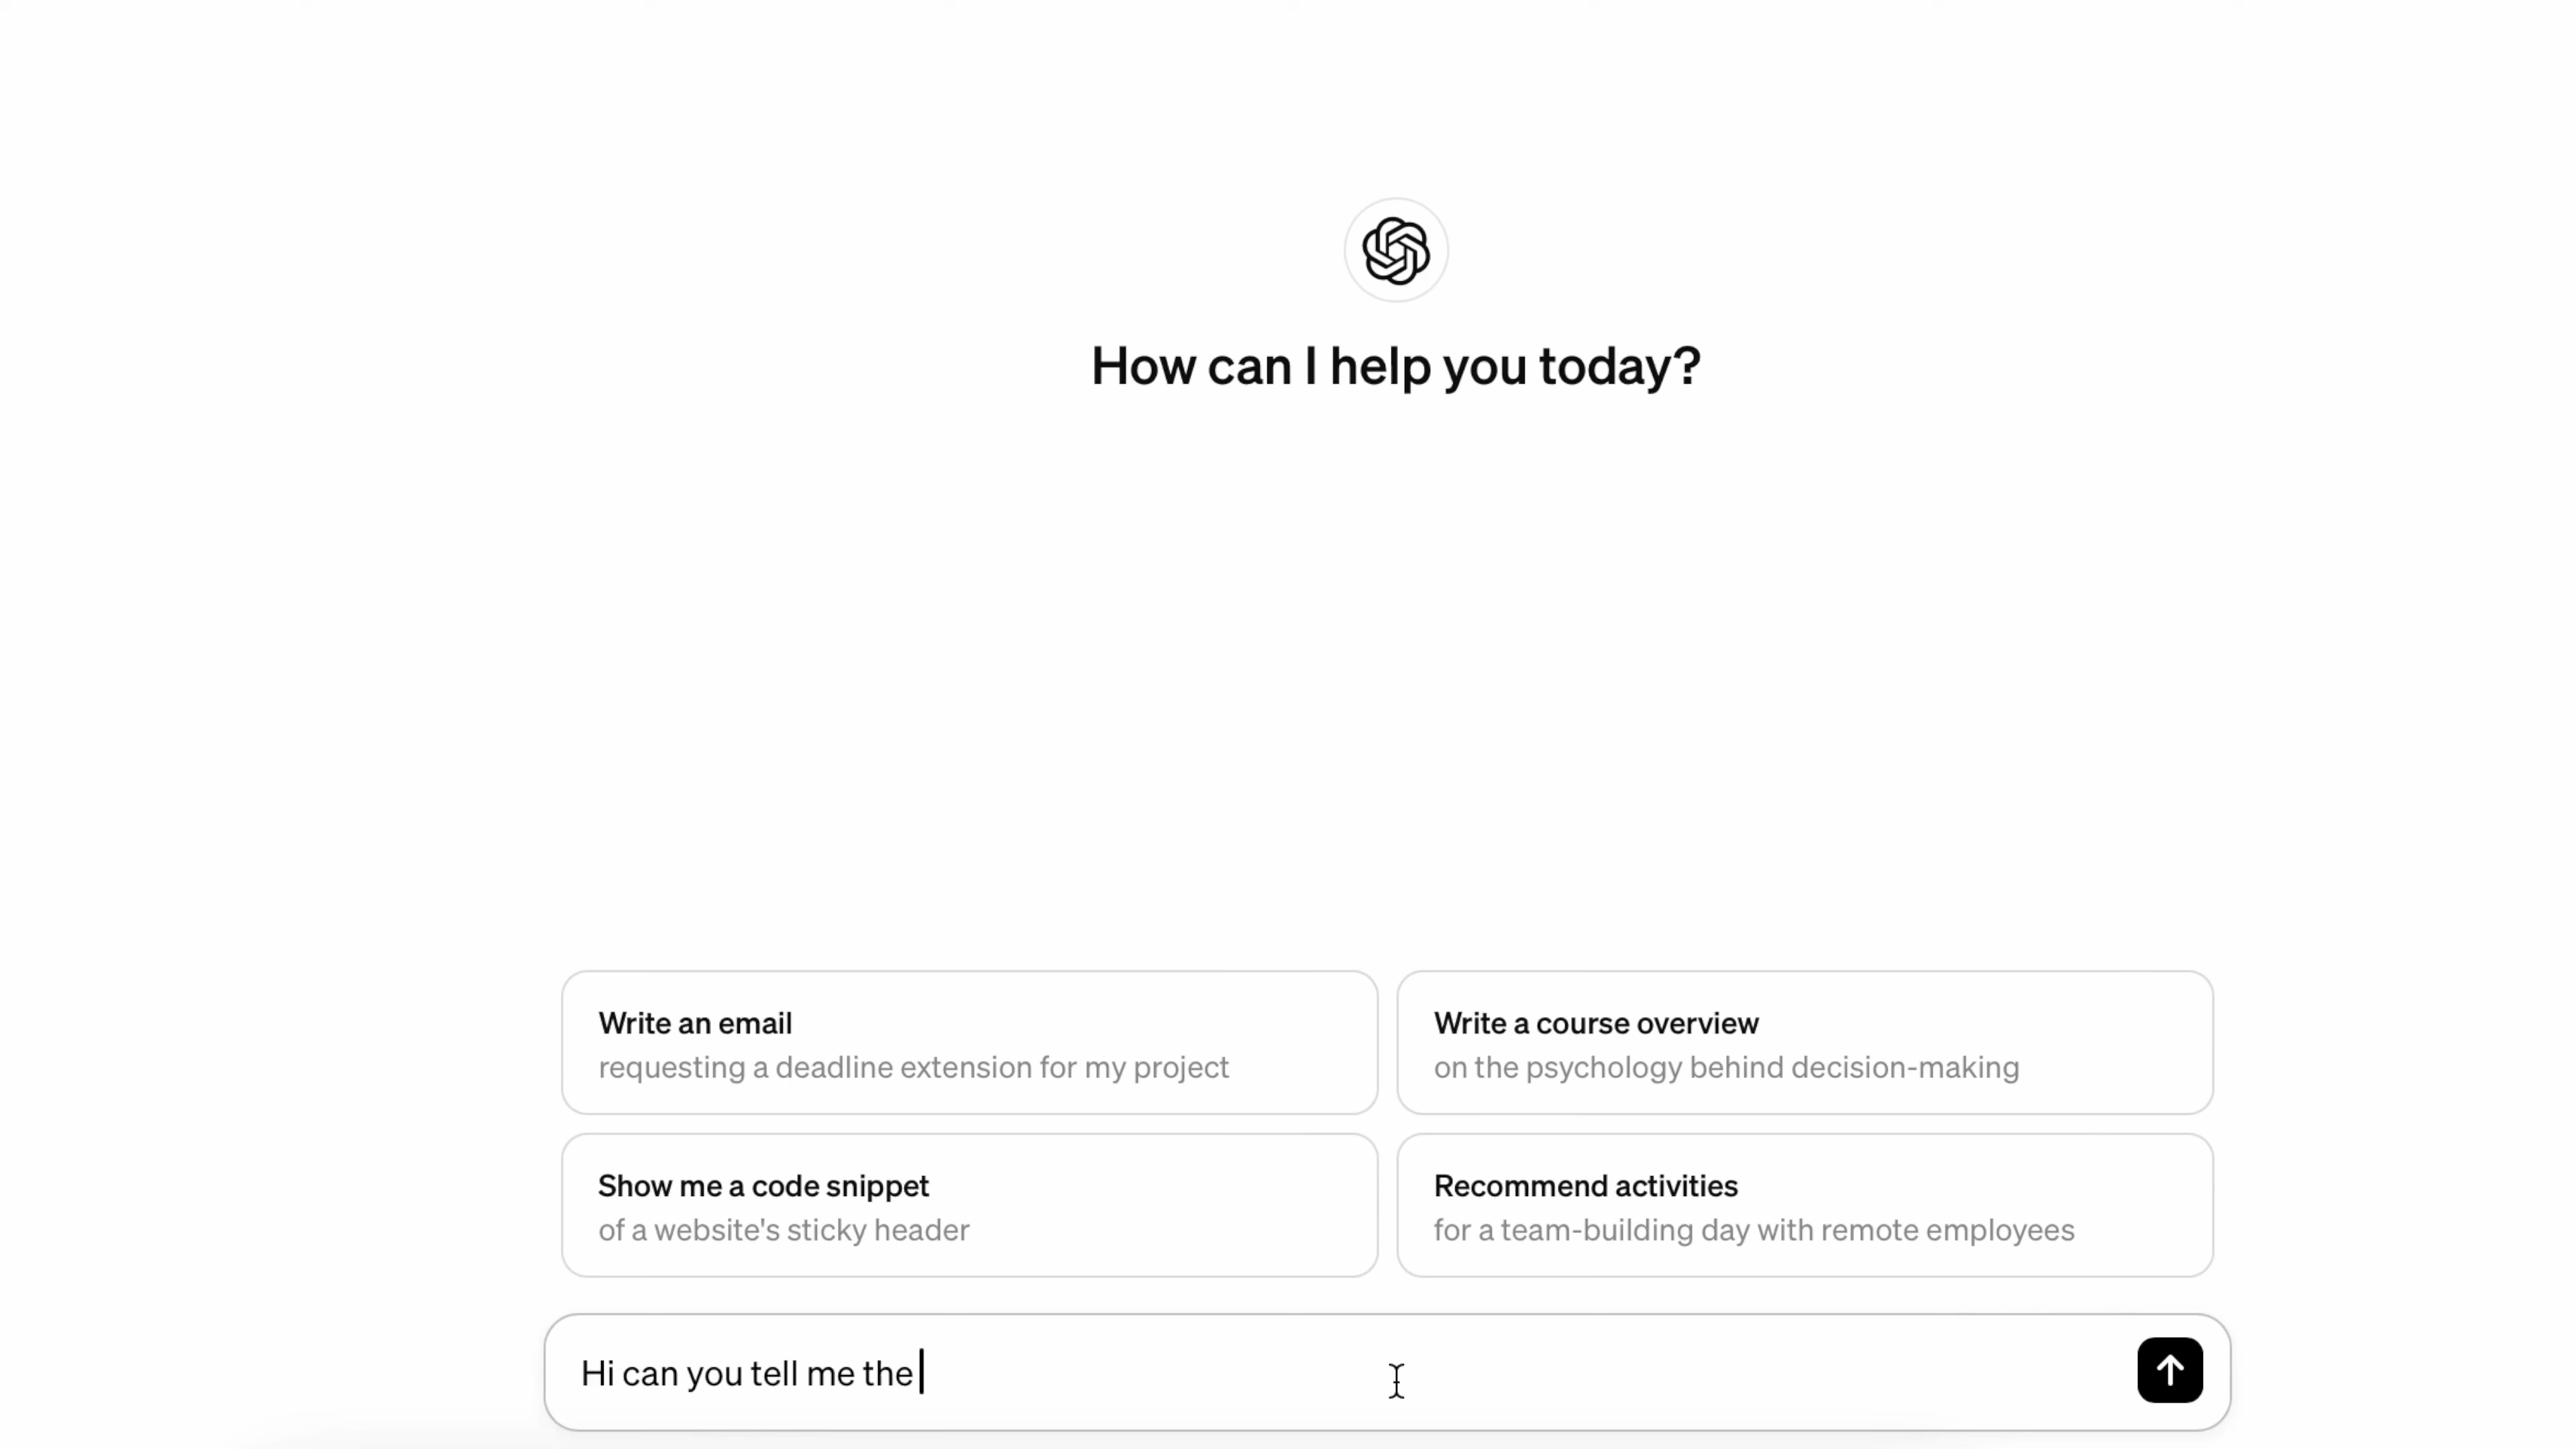 How can I help you today?
Write an email
requesting a deadline extension for my project
Write a course overview
on the psychology behind decision-making
Show me a code snippet
of a website's sticky header
Recommend activities
for a team-building day with remote employees
Hi can you tell me the